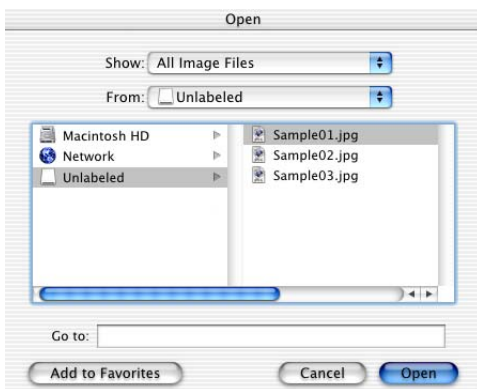 Open
Show: All Image Files
From: Unlabeled
Macintosh HD
Network
Unlabeled
Sample01.jpg
Sample02.jpg
Sample03.jpg
Go to:
Add to Favorites
Cancel
Open